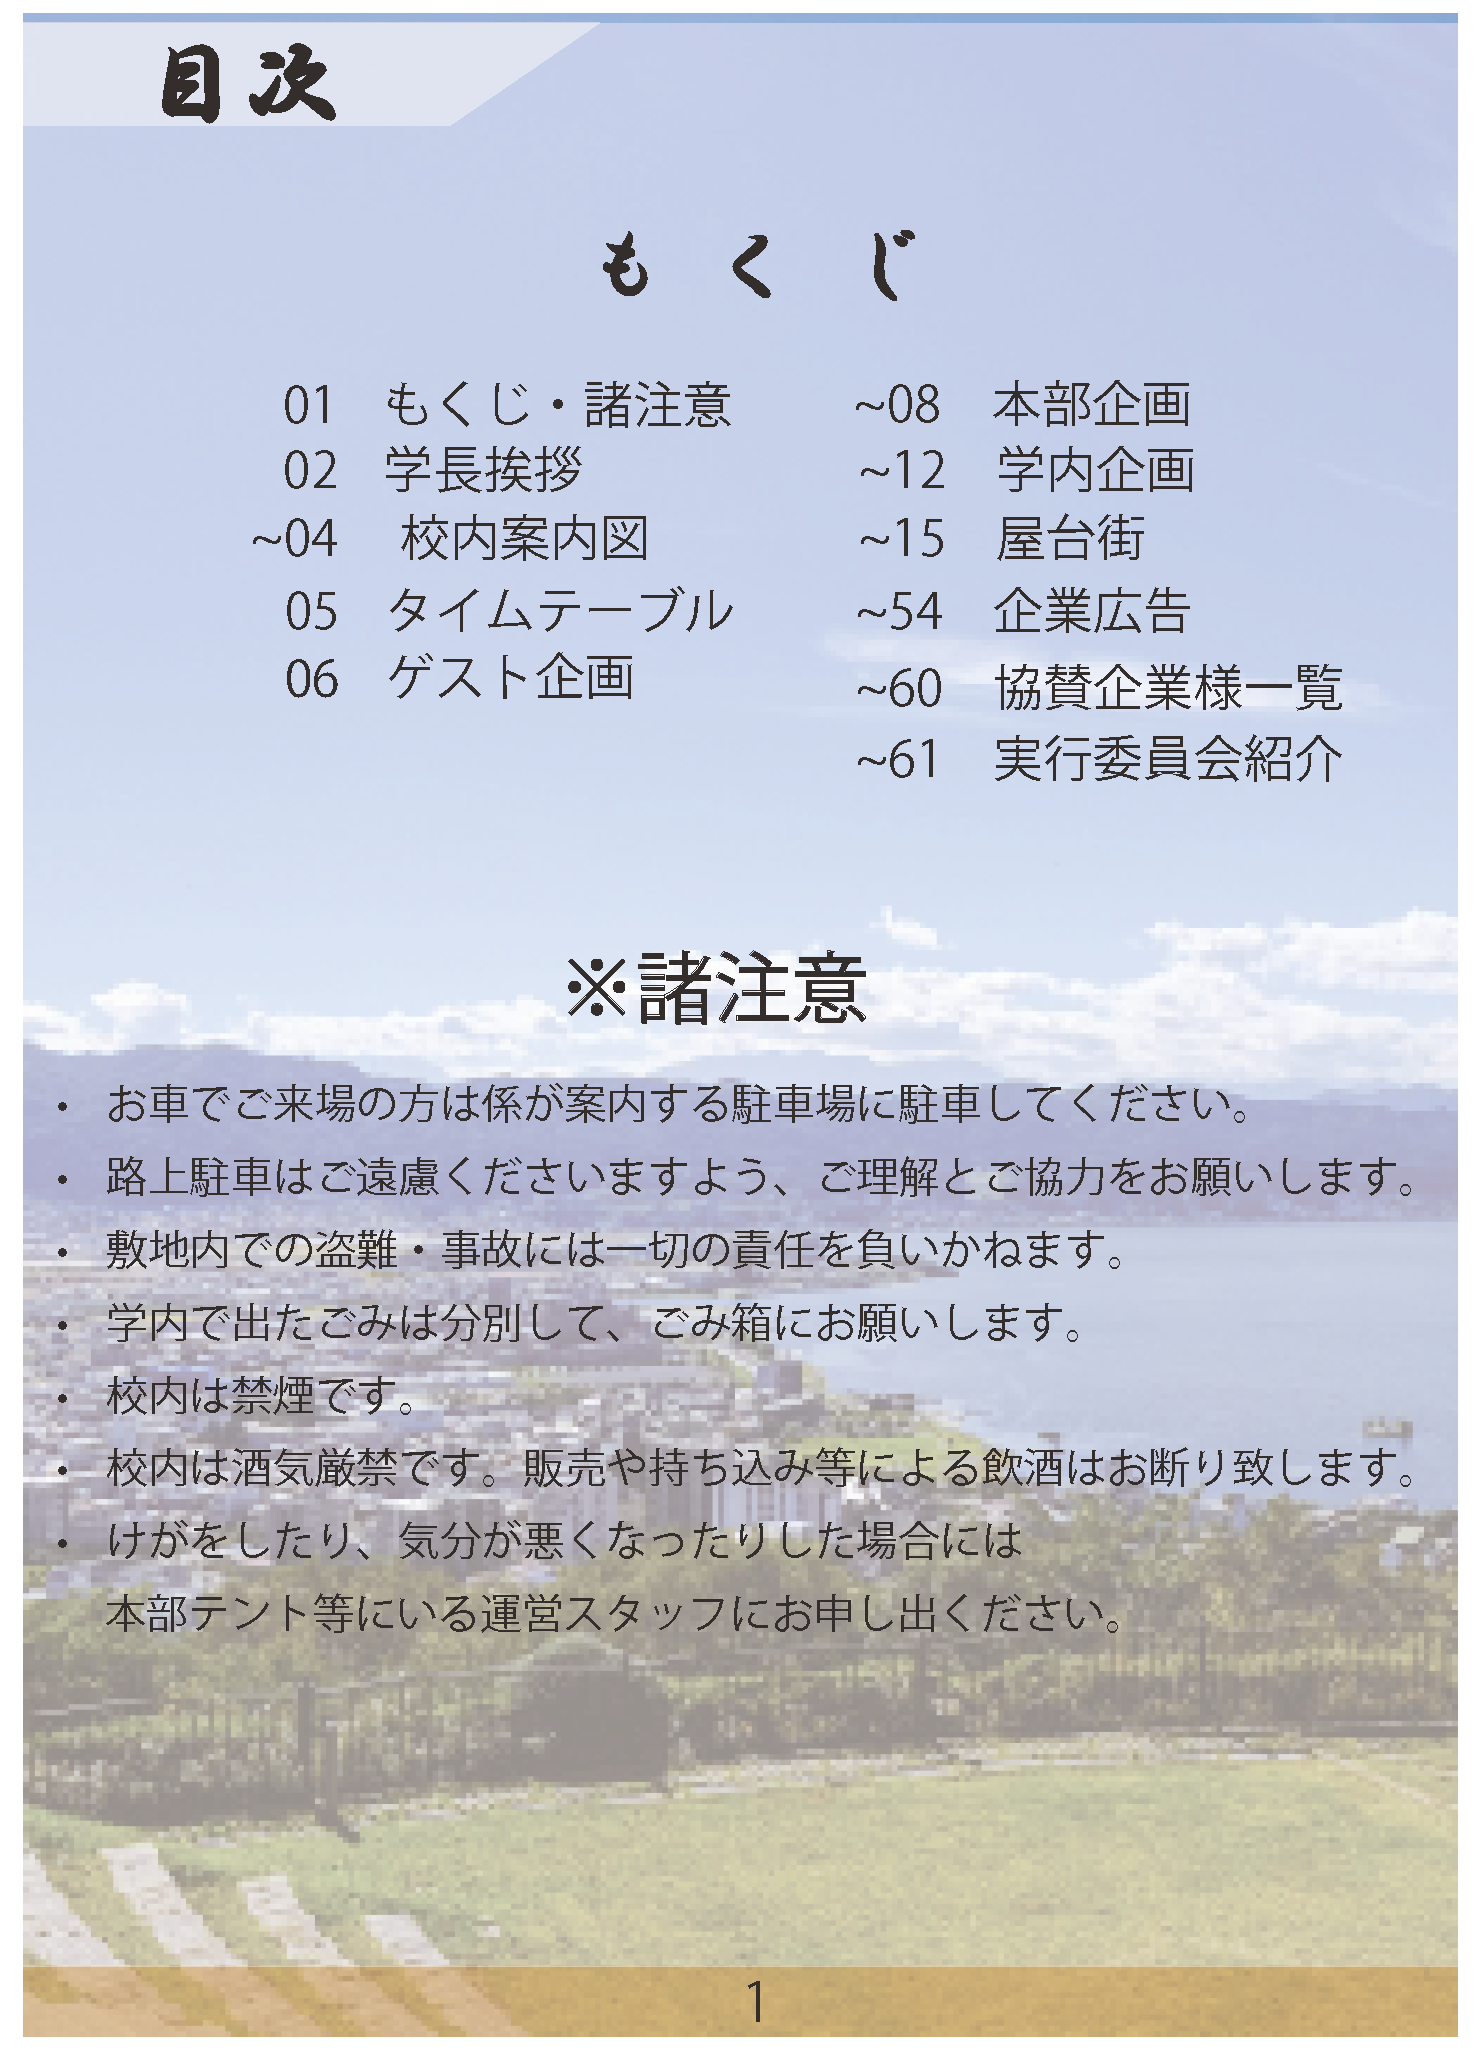 目次
もくじ
01 もくじ・諸注意
02 学長挨拶
~04 校内案内図
05 タイムテーブル
06 ゲスト企画
~08 本部企画
~12 学内企画
~15 屋台街
~54 企業広告
~60 協賛企業様一覧
~61 実行委員会紹介
※諸注意
・ お車でご来場の方は係が案内する駐車場に駐車してください。
・ 路上駐車はご遠慮くださいますよう、ご理解とご協力をお願いします。
・ 敷地内での盗難・事故には一切の責任を負いかねます。
・ 学内で出たごみは分別して、ごみ箱にお願いします。
・ 校内は禁煙です。
・ 校内は酒気厳禁です。販売や持ち込み等による飲酒はお断り致します。
・ けがをしたり、気分が悪くなったりした場合には
本部テント等にいる運営スタッフにお申し出ください。
1